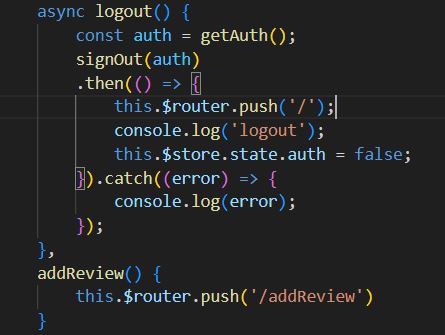 async logout() {
const auth = getAuth();
signOut(auth)
.then(() => {
this.$router.push('/');
console.log('logout');
this.$store.state.auth = false;
}).catch((error) => {
console.log(error);
});
},
addReview() {
this.$router.push('/addReview')
}